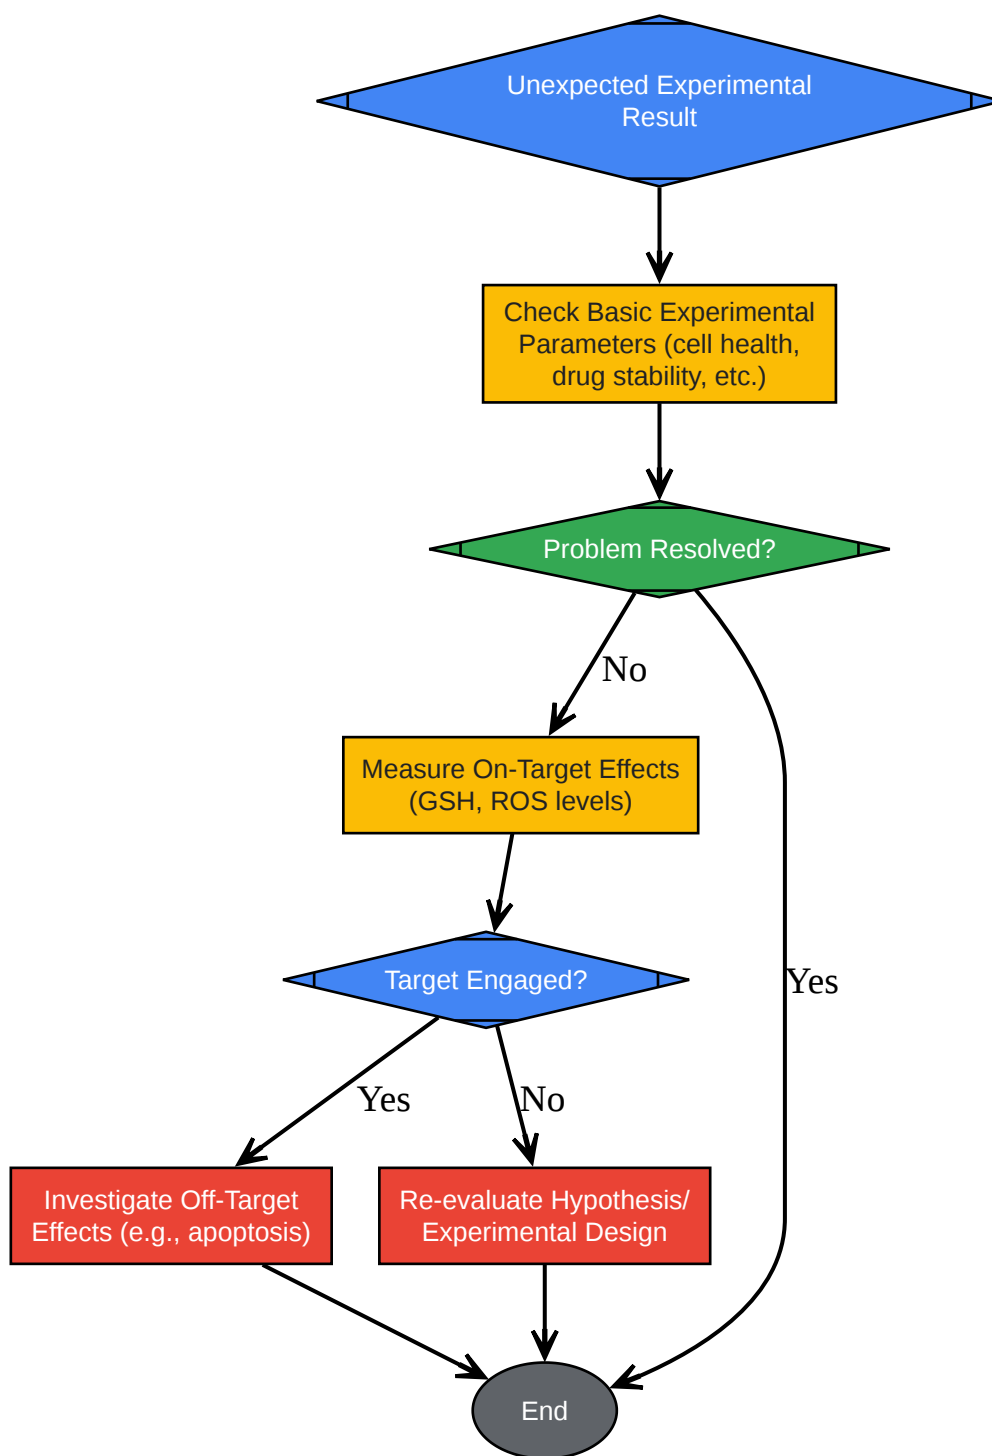 Unexpected Experimental
Result
Check Basic Experimental
Parameters (cell health,
drug stability, etc.)
Problem Resolved?
No
Measure On-Target Effects
(GSH, ROS levels)
Target Engaged?
Yes
Yes
No
Investigate Off-Target
Effects (e.g., apoptosis)
Re-evaluate Hypothesis/
Experimental Design
End